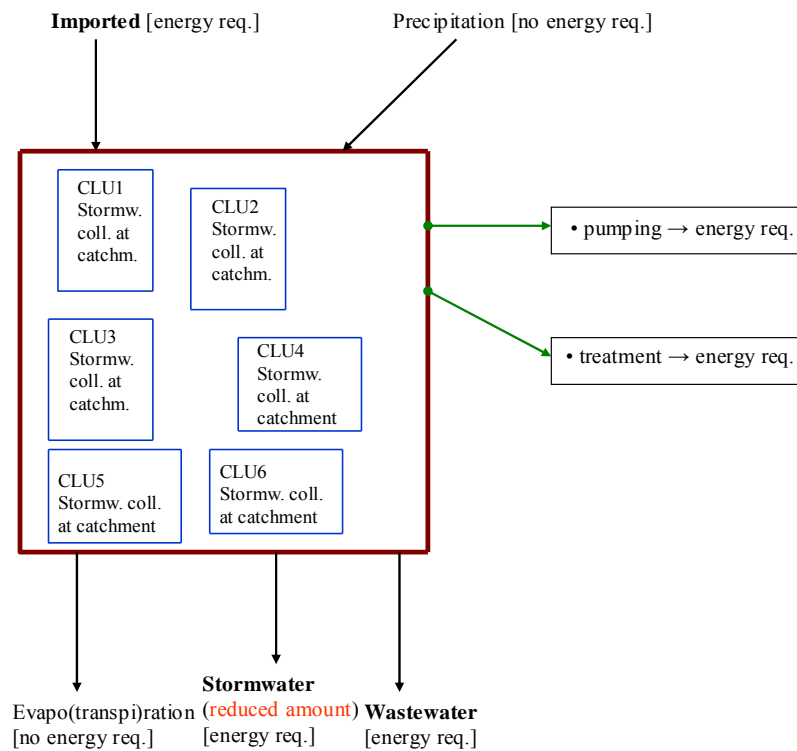 Imported [energy req.]
Precipitation [no energy req.]
CLU1
Stormw.
coll. at
catchm.
CLU2
Stormw.
coll. at
catchm.
• pumping → energy req.
CLU3
Stormw.
coll. at
catchm.
CLU4
Stormw.
coll. at
catchment
• treatment → energy req.
CLU5
Stormw. coll.
at catchment
CLU6
Stormw. coll.
at catchment
Evapo(transpi)ration
[no energy req.]
Stormwater
(reduced amount)
[energy req.]
Wastewater
[energy req.]